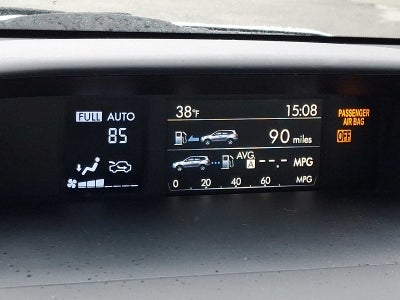 FULL AUTO
85
38°F 15:08
90 miles
AVG
A --.- MPG
0 20 40 60 MPG
PASSENGER
AIR BAG
OFF